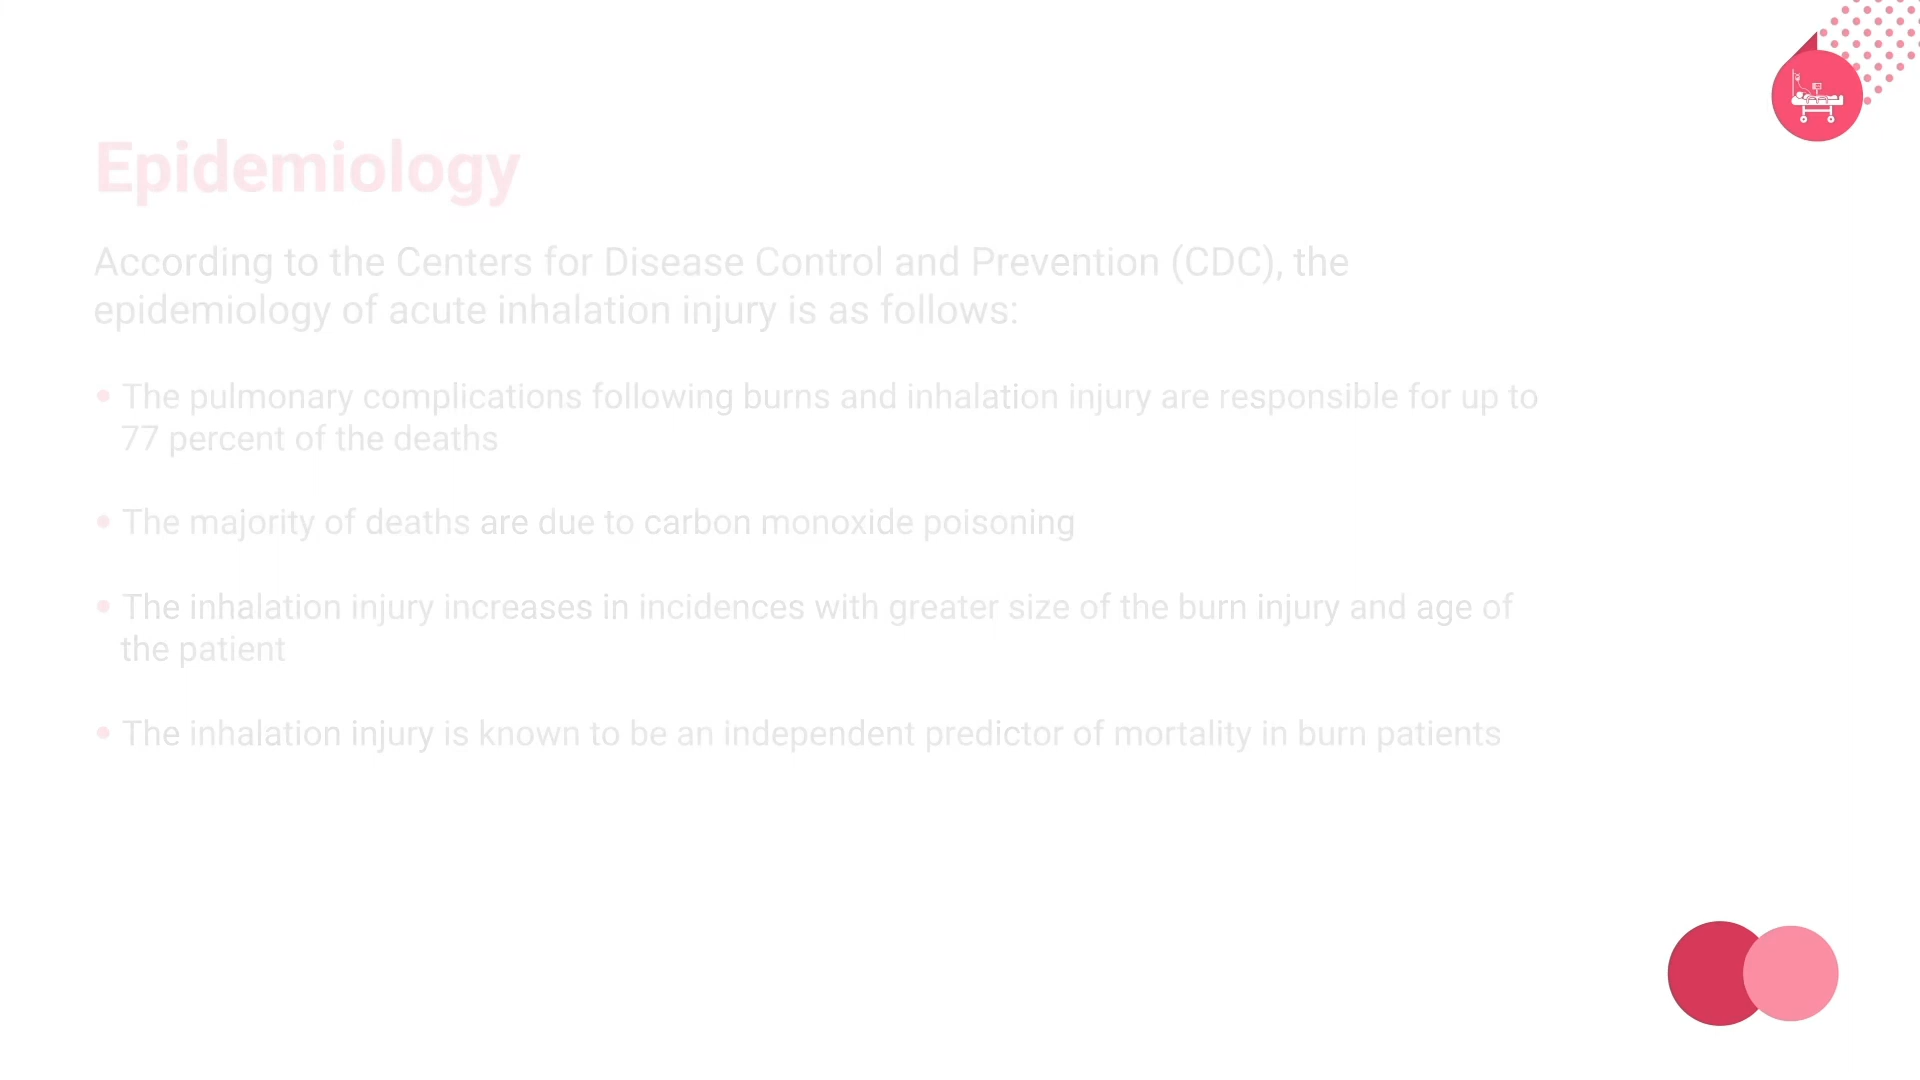 Epidemiology
According to the Centers for Disease Control and Prevention (CDC), the
epidemiology of acute inhalation injury is as follows:
• The pulmonary complications following burns and inhalation injury are responsible for up to
77 percent of the deaths
• The majority of deaths are due to carbon monoxide poisoning
• The inhalation injury increases in incidences with greater size of the burn injury and age of
the patient
• The inhalation injury is known to be an independent predictor of mortality in burn patients